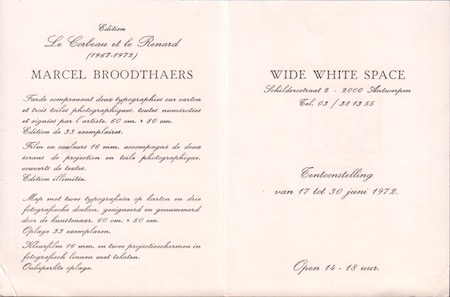 Edition
Le Corbeau et le Renard
(1967-1972)
MARCEL BROODTHAERS
Farde comprenant deux typographies sur carton
et trois toiles photographiques, toutes numérotées
et signées par l'artiste. 60 cm. × 80 cm.
Edition de 33 exemplaires.
Film en couleurs 16 mm. accompagné de deux
écrans de projection en toile photographique,
couverts de textes.
Edition illimitée.
Map met twee typografieën op karton en drie
fotografische doeken, gesigneerd en genummerd
door de kunstenaar. 60 cm. × 80 cm.
Oplage 33 exemplaren.
Kleurfilm 16 mm. en twee projectieschermen in
fotografisch linnen met teksten.
Onbeperkte oplage.
WIDE WHITE SPACE
Schildersstraat 2 - 2000 Antwerpen
Tel. 03 / 38 13 55
Tentoonstelling
van 17 tot 30 juni 1972.
Open 14 - 18 uur.